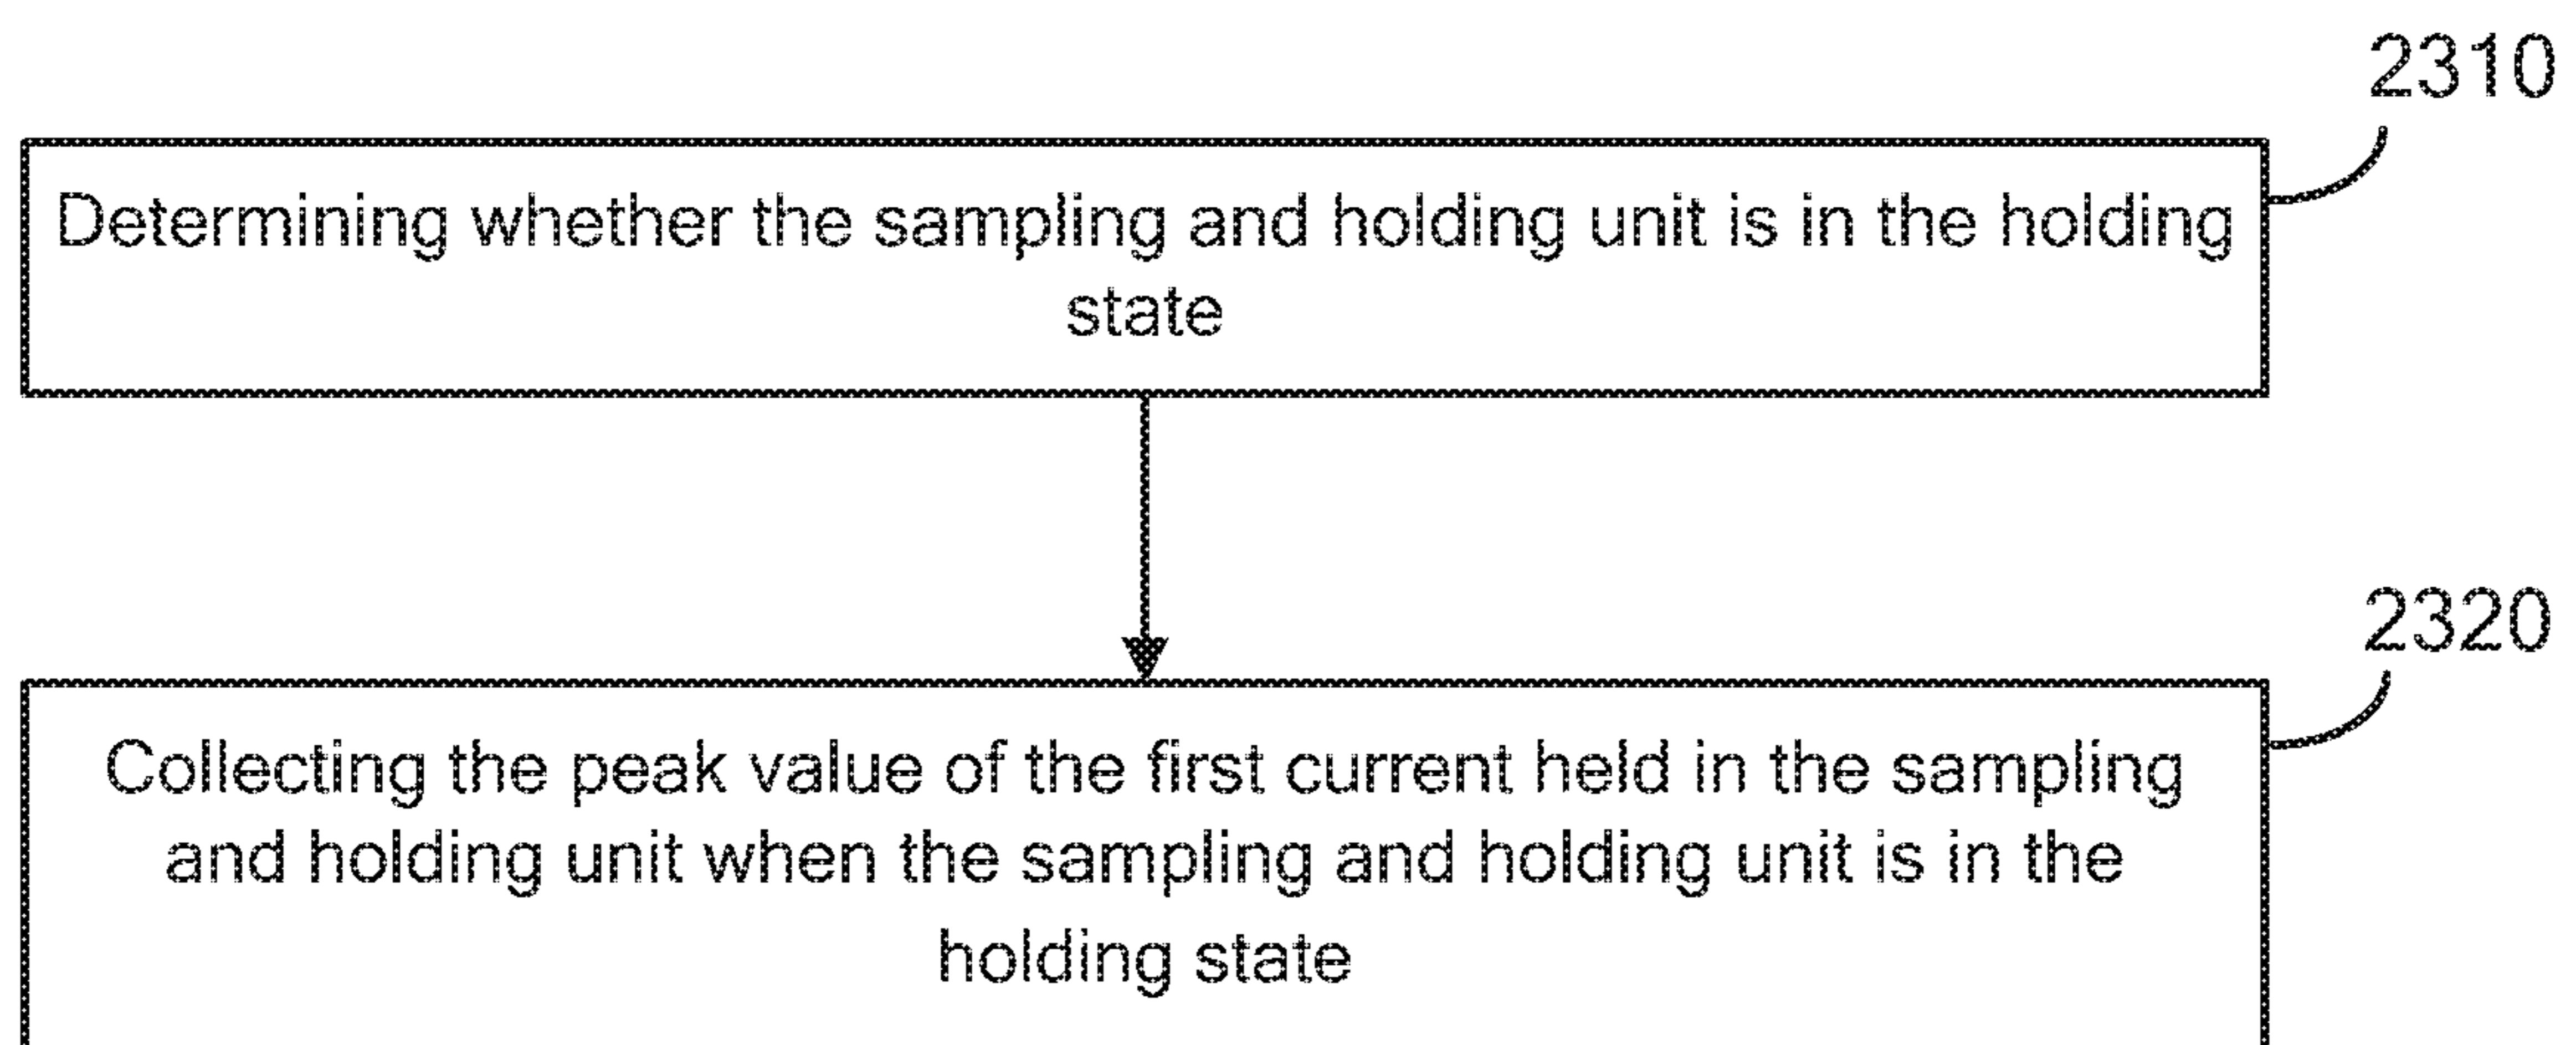 2310
Determining whether the sampling and holding unit is in the holding
state
2320
Collecting the peak value of the first current held in the sampling
and holding unit when the sampling and holding unit is in the
holding state